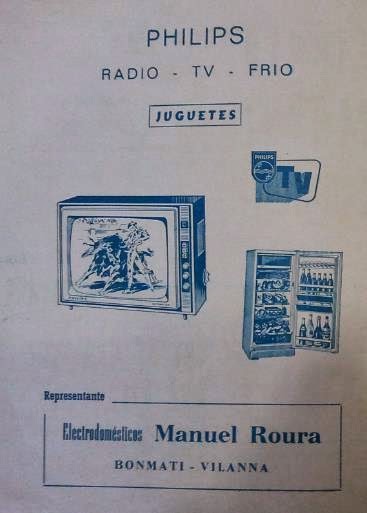 PHILIPS
RADIO - TV - FRIO
JUGUETES
PHILIPS
TV
Representante
Electrodomésticos Manuel Roura
BONMATI - VILANNA